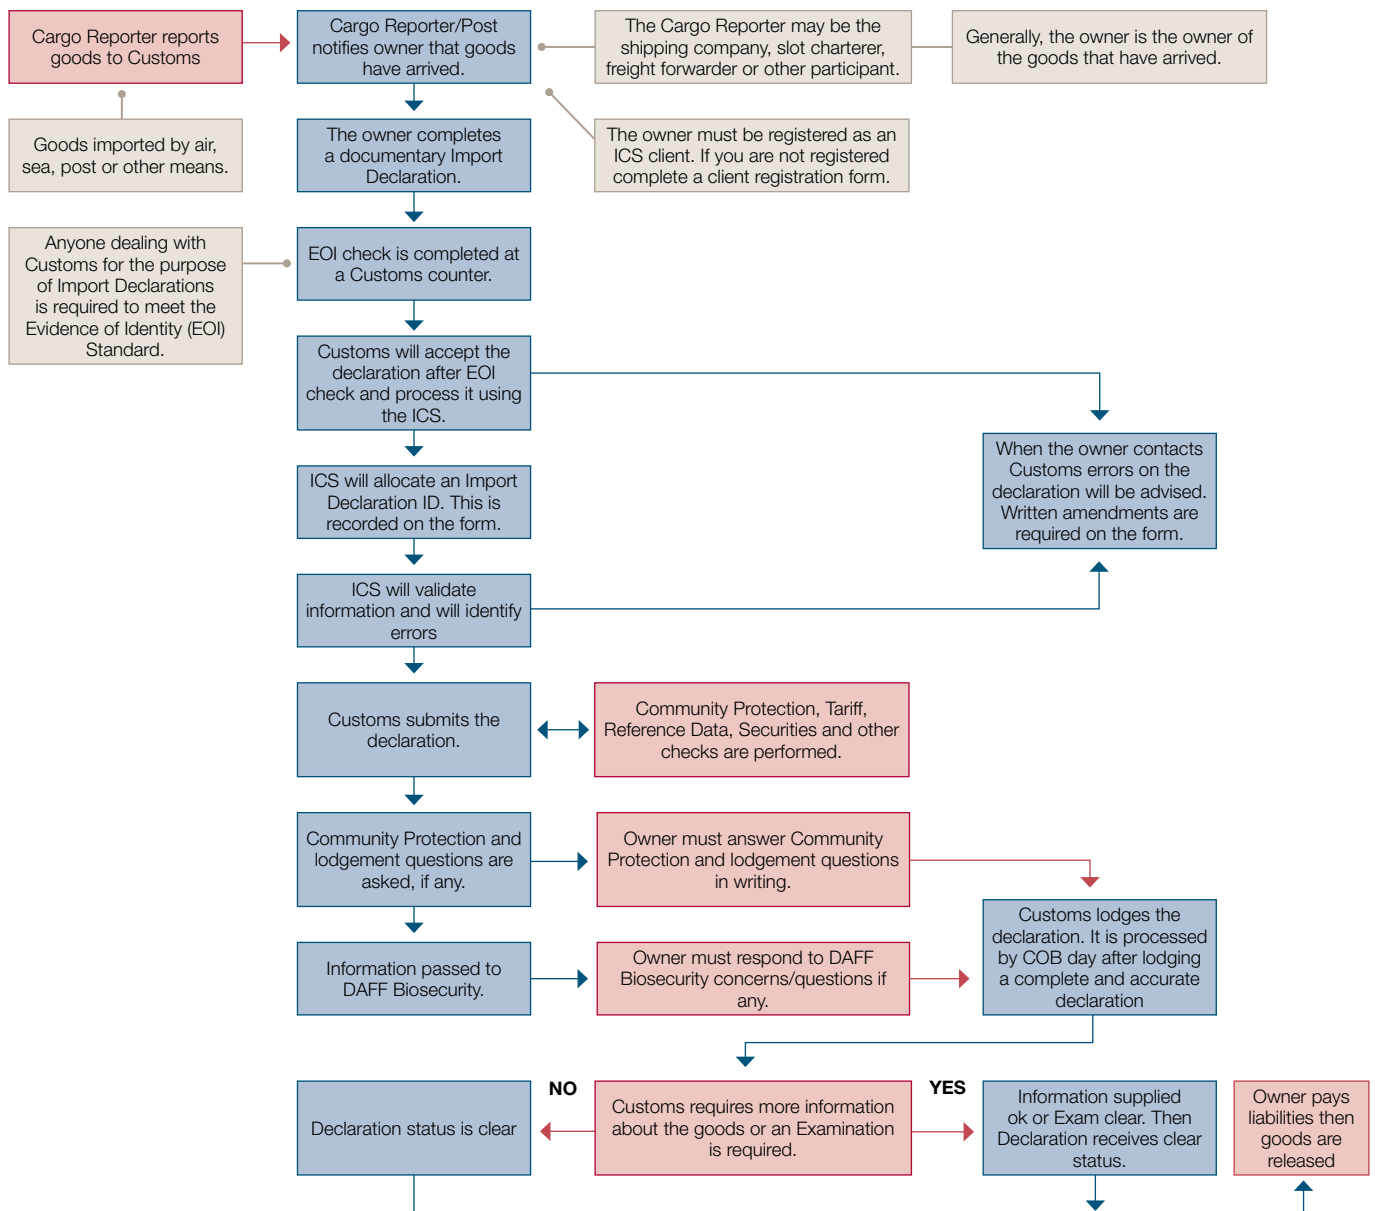 Cargo Reporter reports
goods to Customs
Cargo Reporter/Post
notifies owner that goods
have arrived.
The Cargo Reporter may be the
shipping company, slot charterer,
freight forwarder or other participant.
Generally, the owner is the owner of
the goods that have arrived.
Goods imported by air,
sea, post or other means.
The owner completes
a documentary Import
Declaration.
The owner must be registered as an
ICS client. If you are not registered
complete a client registration form.
Anyone dealing with
Customs for the purpose
of Import Declarations
is required to meet the
Evidence of Identity (EOI)
Standard.
EOI check is completed at
a Customs counter.
Customs will accept the
declaration after EOI
check and process it using
the ICS.
When the owner contacts
Customs errors on the
declaration will be advised.
Written amendments are
required on the form.
ICS will allocate an Import
Declaration ID. This is
recorded on the form.
ICS will validate
information and will identify
errors
Customs submits the
declaration.
Community Protection, Tariff,
Reference Data, Securities and other
checks are performed.
Community Protection and
lodgement questions are
asked, if any.
Owner must answer Community
Protection and lodgement questions
in writing.
Customs lodges the
declaration. It is processed
by COB day after lodging
a complete and accurate
declaration
Information passed to
DAFF Biosecurity.
Owner must respond to DAFF
Biosecurity concerns/questions if
any.
Declaration status is clear
NO
Customs requires more information
about the goods or an Examination
is required.
YES
Information supplied
ok or Exam clear. Then
Declaration receives clear
status.
Owner pays
liabilities then
goods are
released